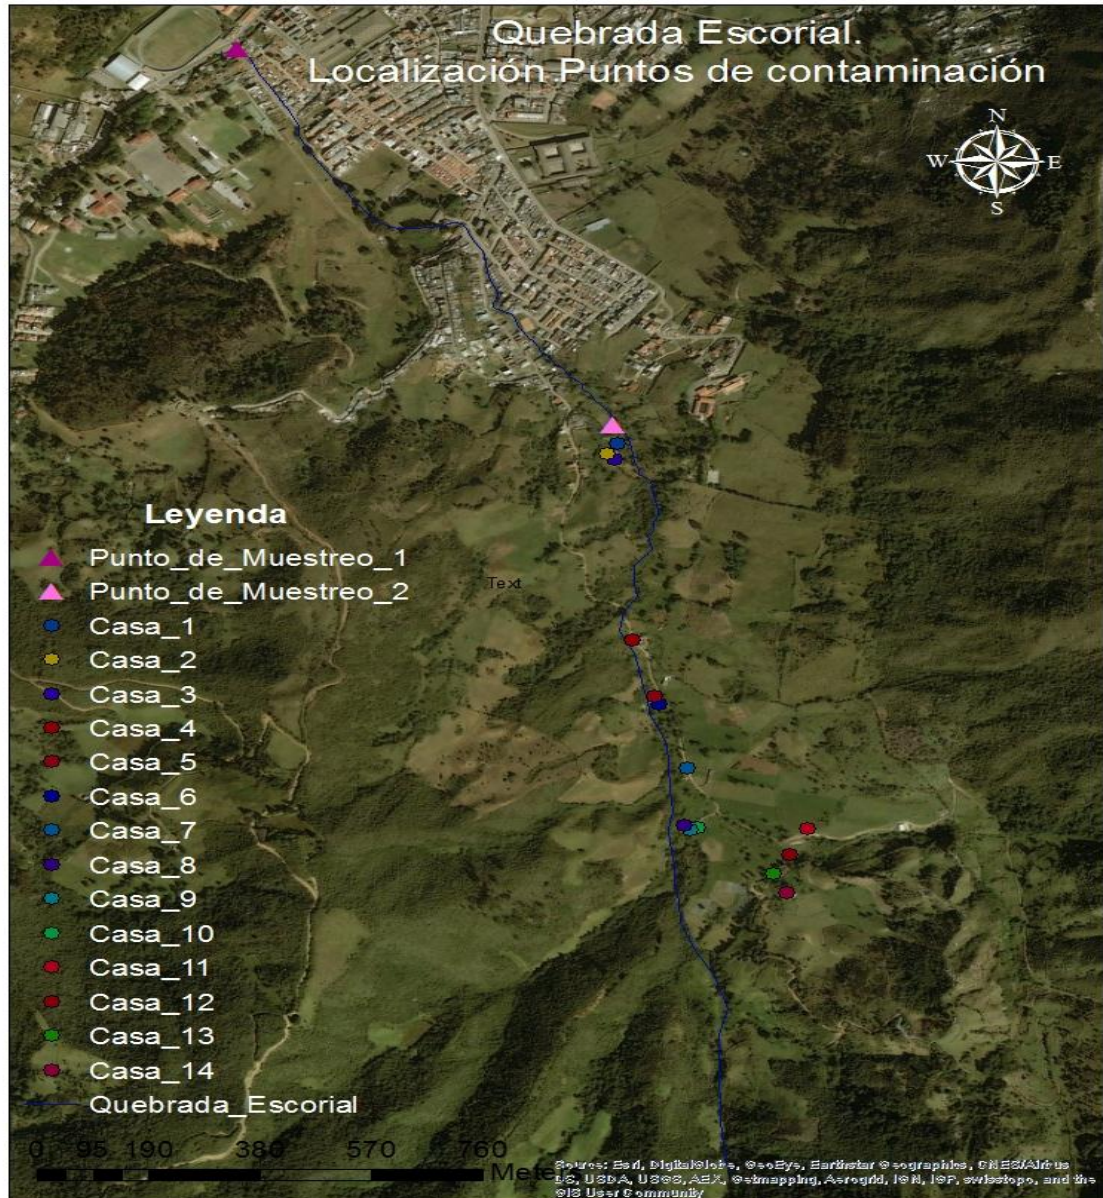 Quebrada Escorial.
Localización Puntos de contaminación
N
W E
S
Leyenda
Punto_de_Muestreo_1
Punto_de_Muestreo_2
Text
Casa_1
Casa_2
Casa_3
Casa_4
Casa_5
Casa_6
Casa_7
Casa_8
Casa_9
Casa_10
Casa_11
Casa_12
Casa_13
Casa_14
Quebrada_Escorial
0 95 190 380 570 760
Meters
Source: Esri, DigitalGlobe, GeoEye, Earthstar Geographics, CNES/Airbus
DS, USDA, USGS, AEX, Getmapping, Aerogrid, IGN, IGP, swisstopo, and the
GIS User Community